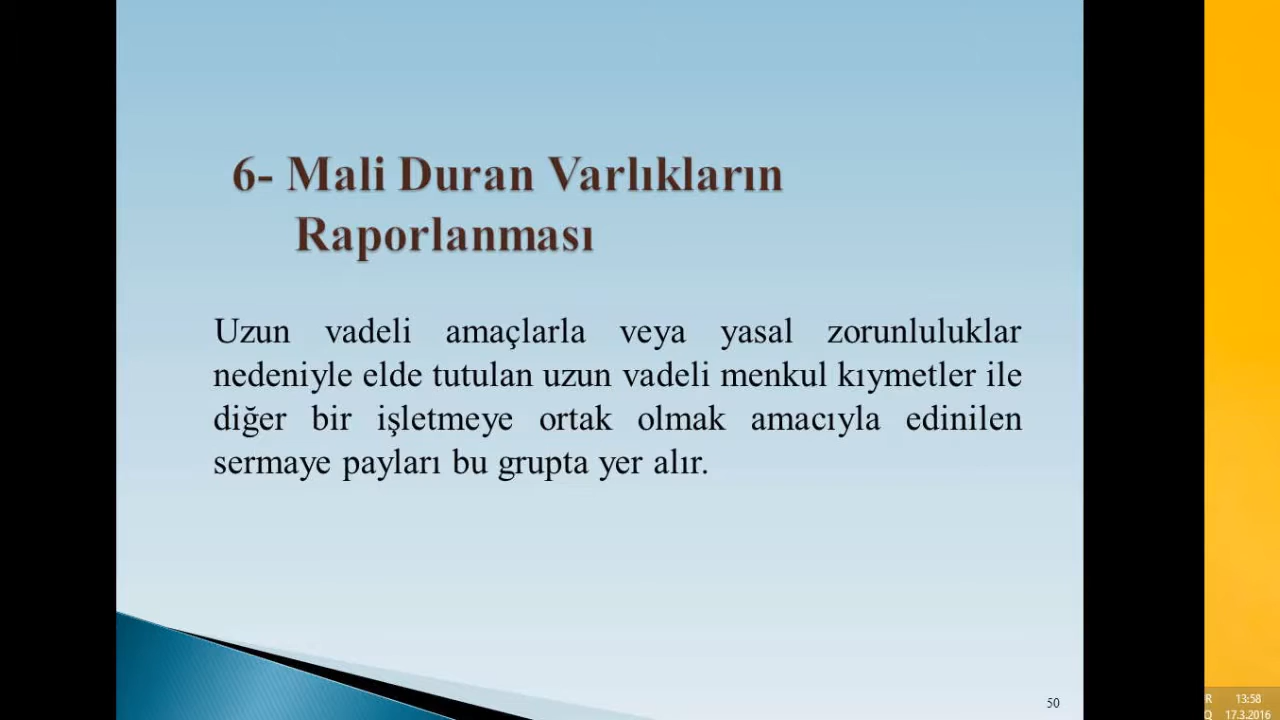 6- Mali Duran Varlıkların
Raporlanması
Uzun vadeli amaçlarla veya yasal zorunluluklar
nedeniyle elde tutulan uzun vadeli menkul kıymetler ile
diğer bir işletmeye ortak olmak amacıyla edinilen
sermaye payları bu grupta yer alır.
50
R 13:58
Q 17.3.2016